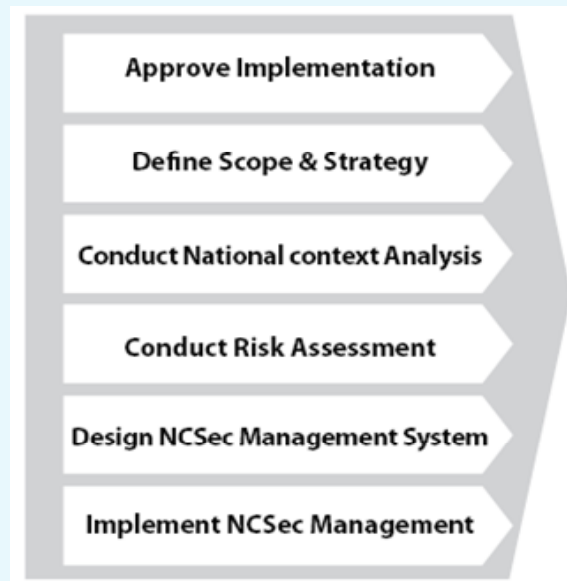 Approve Implementation
Define Scope & Strategy
Conduct National context Analysis
Conduct Risk Assessment
Design NCSec Management System
Implement NCSec Management